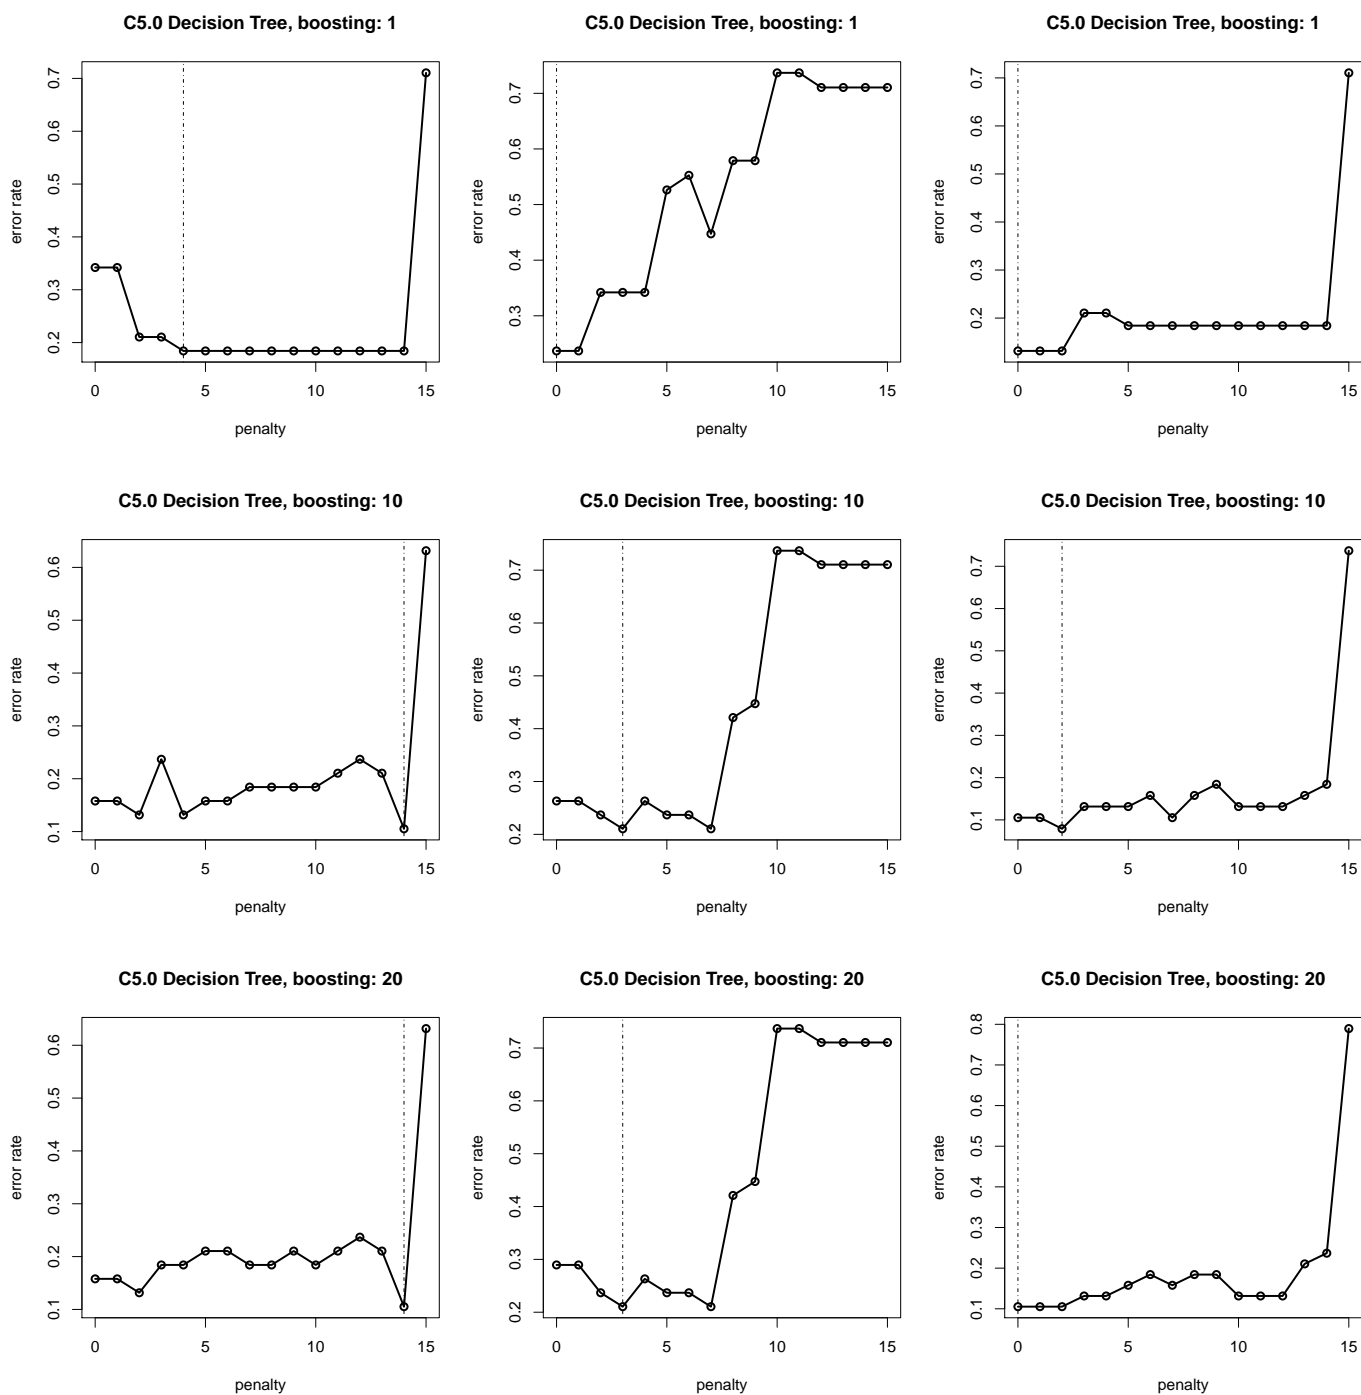 C5.0 Decision Tree, boosting: 1
error rate
0.2 0.3 0.4 0.5 0.6 0.7
0 5 10 15
penalty
C5.0 Decision Tree, boosting: 1
error rate
0.3 0.4 0.5 0.6 0.7
0 5 10 15
penalty
C5.0 Decision Tree, boosting: 1
error rate
0.2 0.3 0.4 0.5 0.6 0.7
0 5 10 15
penalty
C5.0 Decision Tree, boosting: 10
error rate
0.1 0.2 0.3 0.4 0.5 0.6
0 5 10 15
penalty
C5.0 Decision Tree, boosting: 10
error rate
0.2 0.3 0.4 0.5 0.6 0.7
0 5 10 15
penalty
C5.0 Decision Tree, boosting: 10
error rate
0.1 0.2 0.3 0.4 0.5 0.6 0.7
0 5 10 15
penalty
C5.0 Decision Tree, boosting: 20
error rate
0.1 0.2 0.3 0.4 0.5 0.6
0 5 10 15
penalty
C5.0 Decision Tree, boosting: 20
error rate
0.2 0.3 0.4 0.5 0.6 0.7
0 5 10 15
penalty
C5.0 Decision Tree, boosting: 20
error rate
0.1 0.2 0.3 0.4 0.5 0.6 0.7 0.8
0 5 10 15
penalty